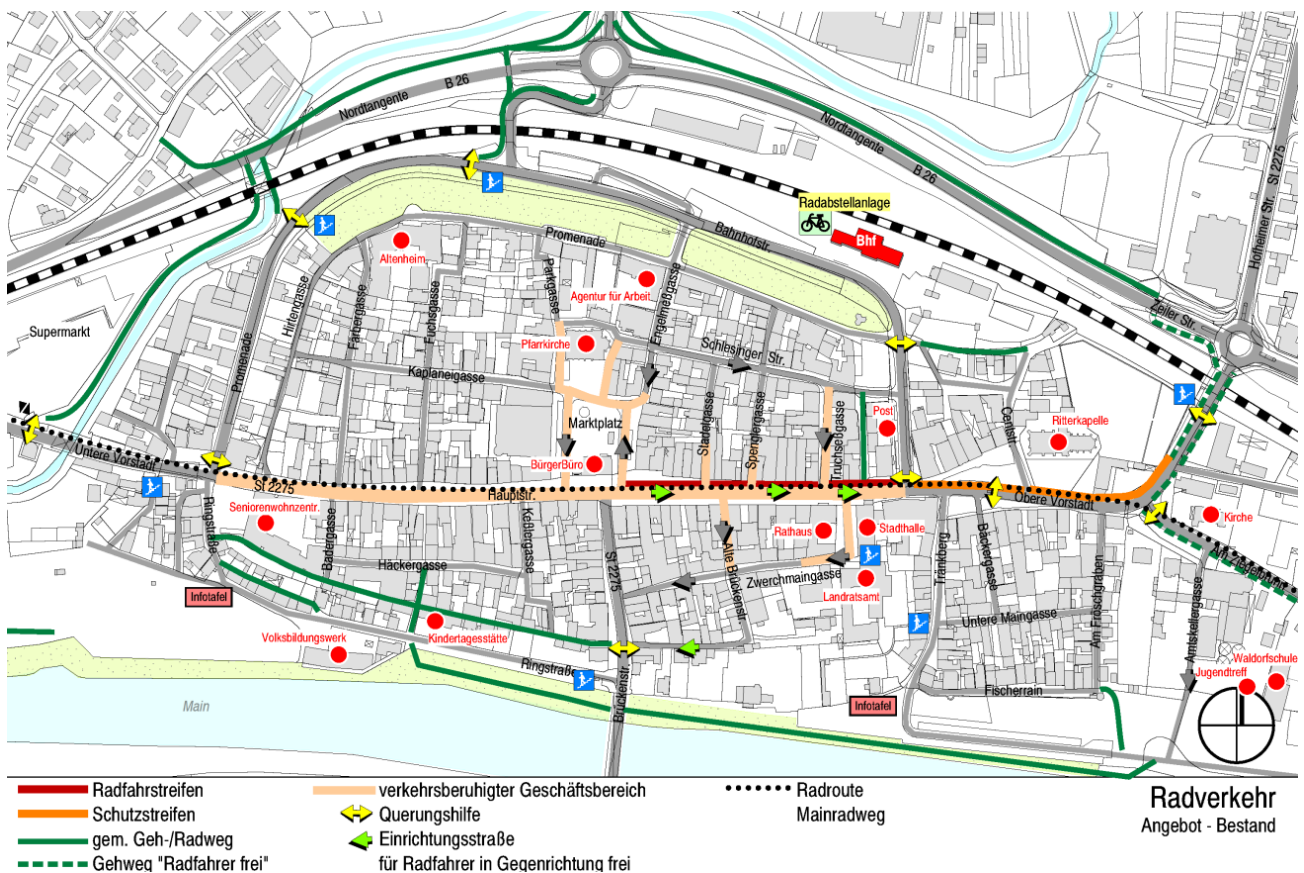 Nordtangente
B 26
Nordtangente
B 26
Hofheimer Str.
St 2275
Radabstellanlage
Bhf
Bahnhofstr.
Promenade
Altenheim
Parkgasse
Agentur für Arbeit
Ergelmeßgasse
Zeiler Str.
Supermarkt
Hirtengasse
Färbergasse
Fuchsgasse
Pfarrkirche
Schlesinger Str.
Promenade
Kaplaneigasse
Marktplatz
Stadelgasse
Spenglergasse
Truchseßgasse
Post
Centstr.
Ritterkapelle
BürgerBüro
Untere Vorstadt
St 2275
Hauptstr.
Obere Vorstadt
Ringstraße
Seniorenwohnzentr.
Badergasse
Keßlergasse
St 2275
Alte Brückenstr.
Rathaus
Stadthalle
Kirche
Häckergasse
Zwerchmaingasse
Landratsamt
Tränkberg
Bäckergasse
Am Froschgraben
Untere Maingasse
Amtskellergasse
Infotafel
Volksbildungswerk
Kindertagesstätte
Ringstraße
Brückenstr.
Infotafel
Fischerrain
Waldorfschule
Jugendtreff
Main
Radfahrstreifen
Schutzstreifen
gem. Geh-/Radweg
Gehweg "Radfahrer frei"
verkehrsberuhigter Geschäftsbereich
Querungshilfe
Einrichtungsstraße
für Radfahrer in Gegenrichtung frei
Radroute
Mainradweg
Radverkehr
Angebot - Bestand